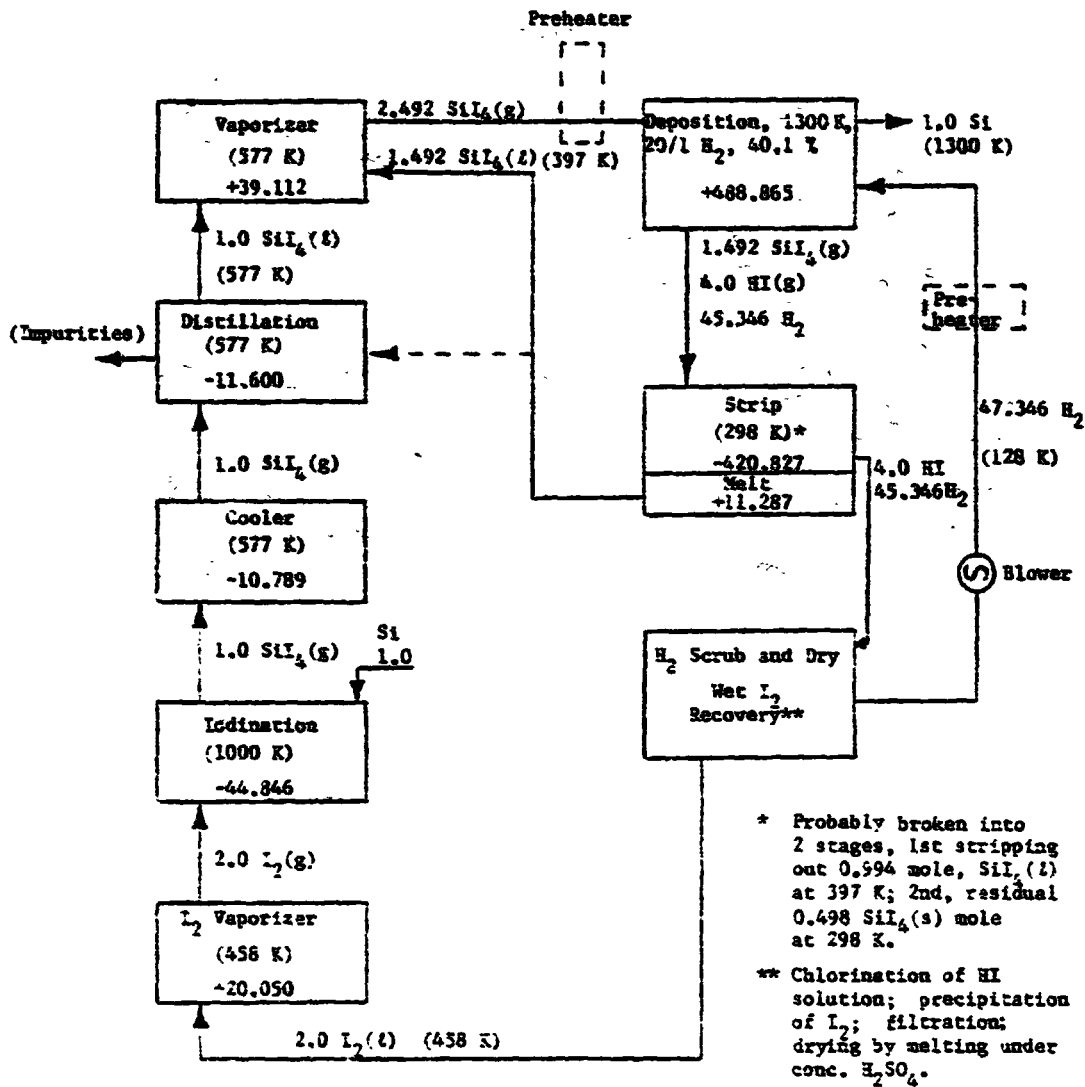 Preheater
Vaporizer
(577 K)
+39.112
2.492 SiI4(g)
1.492 SiI4(ℓ) (397 K)
Deposition, 1300 K,
20/1 H2, 40.1 %
+488.865
1.0 Si
(1300 K)
1.0 SiI4(ℓ)
(577 K)
1.492 SiI4(g)
4.0 HI(g)
45.346 H2
Pre-
heater
(Impurities)
Distillation
(577 K)
-11.600
Strip
(298 K)*
-420.827
Melt
+11.287
47.346 H2
(128 K)
4.0 HI
45.346H2
1.0 SiI4(g)
Cooler
(577 K)
-10.789
Blower
1.0 SiI4(g)
Si
1.0
H2 Scrub and Dry
Wet I2
Recovery**
Iodination
(1000 K)
-44.846
2.0 I2(g)
I2 Vaporizer
(458 K)
+20.050
2.0 I2(ℓ) (458 K)
* Probably broken into
2 stages, 1st stripping
out 0.994 mole, SiI4(ℓ)
at 397 K; 2nd, residual
0.498 SiI4(s) mole
at 298 K.
** Chlorination of HI
solution; precipitation
of I2; filtration;
drying by melting under
conc. H2SO4.